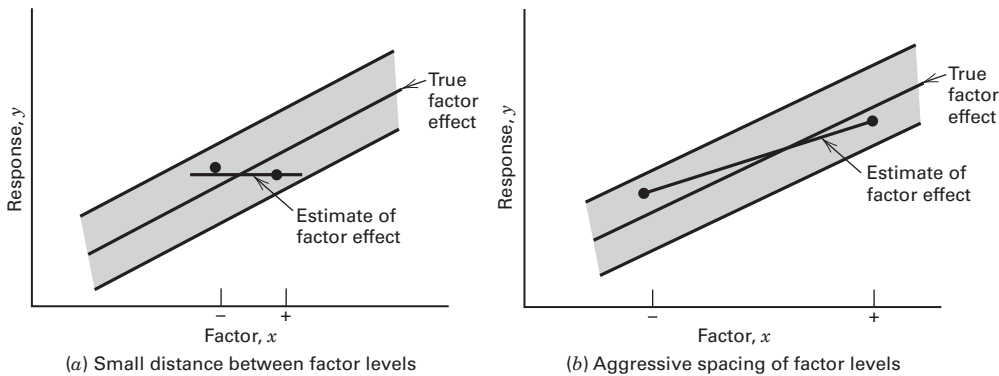 Response, y
True
factor
effect
Estimate of
factor effect
− +
Factor, x
(a) Small distance between factor levels
Response, y
True
factor
effect
Estimate of
factor effect
− +
Factor, x
(b) Aggressive spacing of factor levels